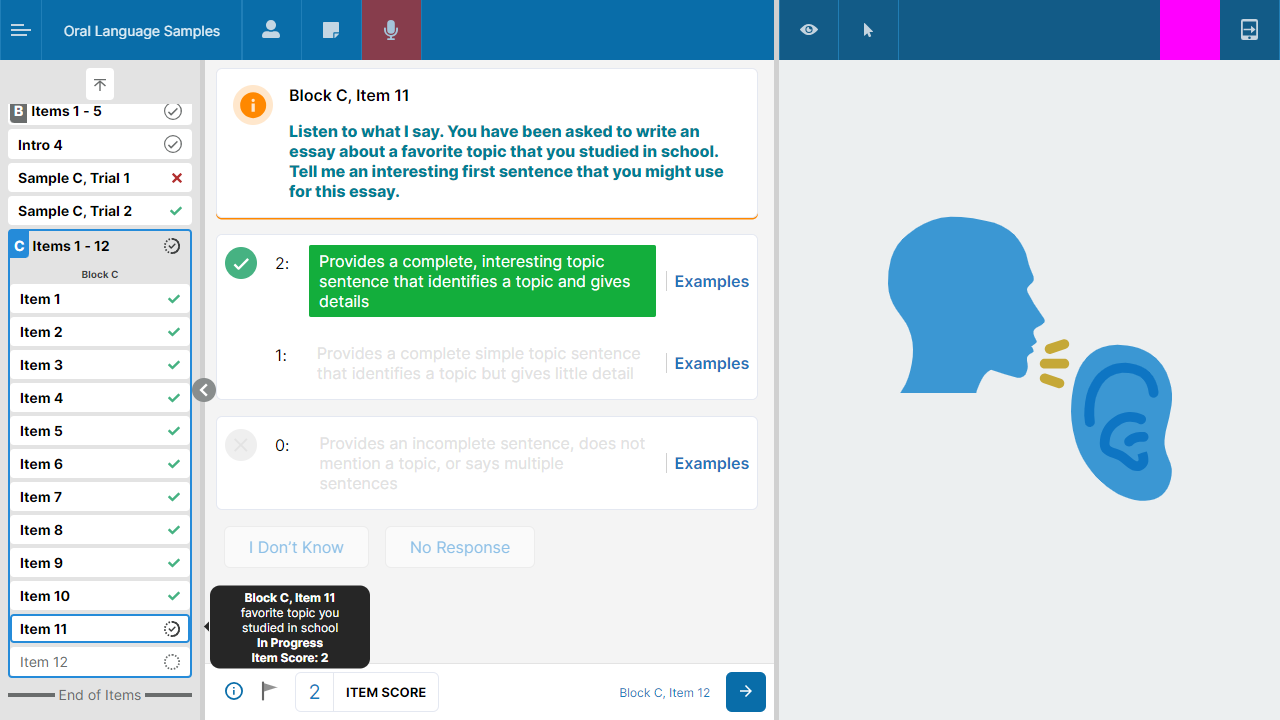 Oral Language Samples
B Items 1 - 5
Intro 4
Sample C, Trial 1
Sample C, Trial 2
C Items 1 - 12
Block C
Item 1
Item 2
Item 3
Item 4
Item 5
Item 6
Item 7
Item 8
Item 9
Item 10
Item 11
Item 12
End of Items
Block C, Item 11
Listen to what I say. You have been asked to write an
essay about a favorite topic that you studied in school.
Tell me an interesting first sentence that you might use
for this essay.
2:
Provides a complete, interesting topic
sentence that identifies a topic and gives
details
Examples
1:
Provides a complete simple topic sentence
that identifies a topic but gives little detail
Examples
0:
Provides an incomplete sentence, does not
mention a topic, or says multiple
sentences
Examples
I Don’t Know
No Response
Block C, Item 11
favorite topic you
studied in school
In Progress
Item Score: 2
2 ITEM SCORE
Block C, Item 12